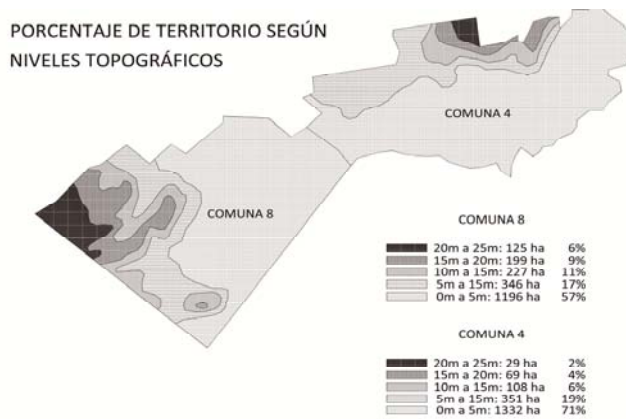 PORCENTAJE DE TERRITORIO SEGÚN
NIVELES TOPOGRÁFICOS
COMUNA 4
COMUNA 8
COMUNA 8
20m a 25m: 125 ha 6%
15m a 20m: 199 ha 9%
10m a 15m: 227 ha 11%
5m a 15m: 346 ha 17%
0m a 5m: 1196 ha 57%
COMUNA 4
20m a 25m: 29 ha 2%
15m a 20m: 69 ha 4%
10m a 15m: 108 ha 6%
5m a 15m: 351 ha 19%
0m a 5m: 1332 ha 71%